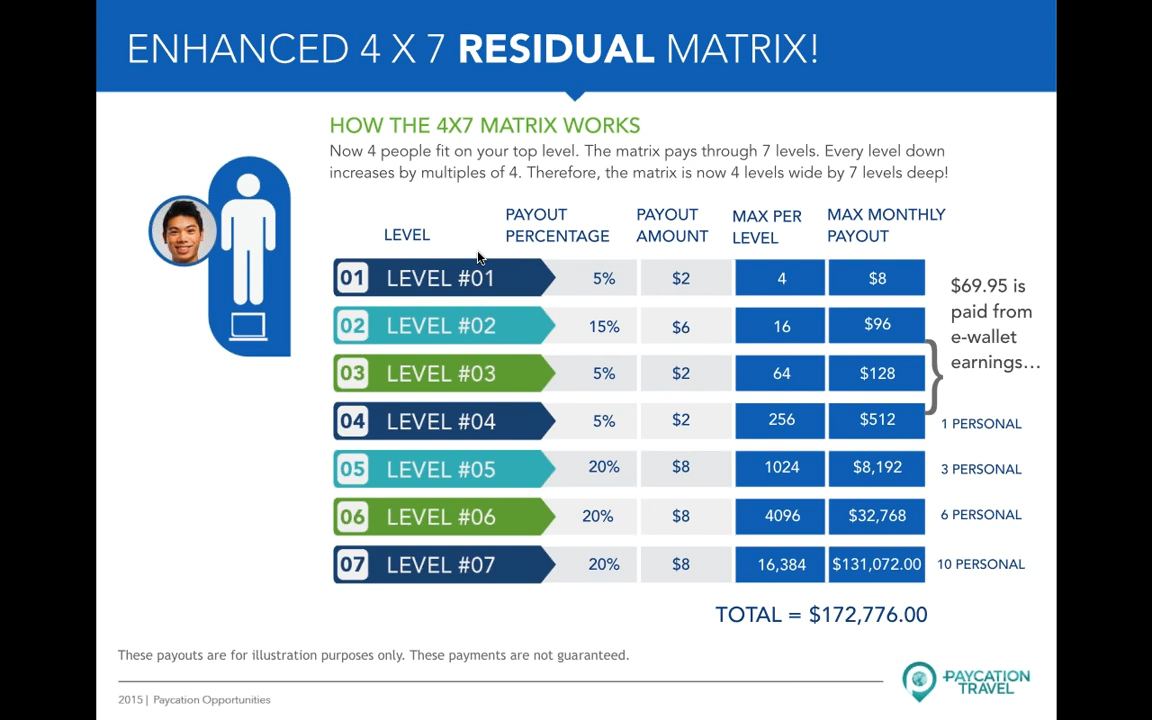 ENHANCED 4 X 7 RESIDUAL MATRIX!
HOW THE 4X7 MATRIX WORKS
Now 4 people fit on your top level. The matrix pays through 7 levels. Every level down
increases by multiples of 4. Therefore, the matrix is now 4 levels wide by 7 levels deep!
LEVEL PAYOUT PERCENTAGE PAYOUT AMOUNT MAX PER LEVEL MAX MONTHLY PAYOUT
01 LEVEL #01 5% $2 4 $8
02 LEVEL #02 15% $6 16 $96
03 LEVEL #03 5% $2 64 $128
04 LEVEL #04 5% $2 256 $512 1 PERSONAL
05 LEVEL #05 20% $8 1024 $8,192 3 PERSONAL
06 LEVEL #06 20% $8 4096 $32,768 6 PERSONAL
07 LEVEL #07 20% $8 16,384 $131,072.00 10 PERSONAL
$69.95 is
paid from
e-wallet
earnings...
TOTAL = $172,776.00
These payouts are for illustration purposes only. These payments are not guaranteed.
2015 | Paycation Opportunities
PAYCATION
TRAVEL